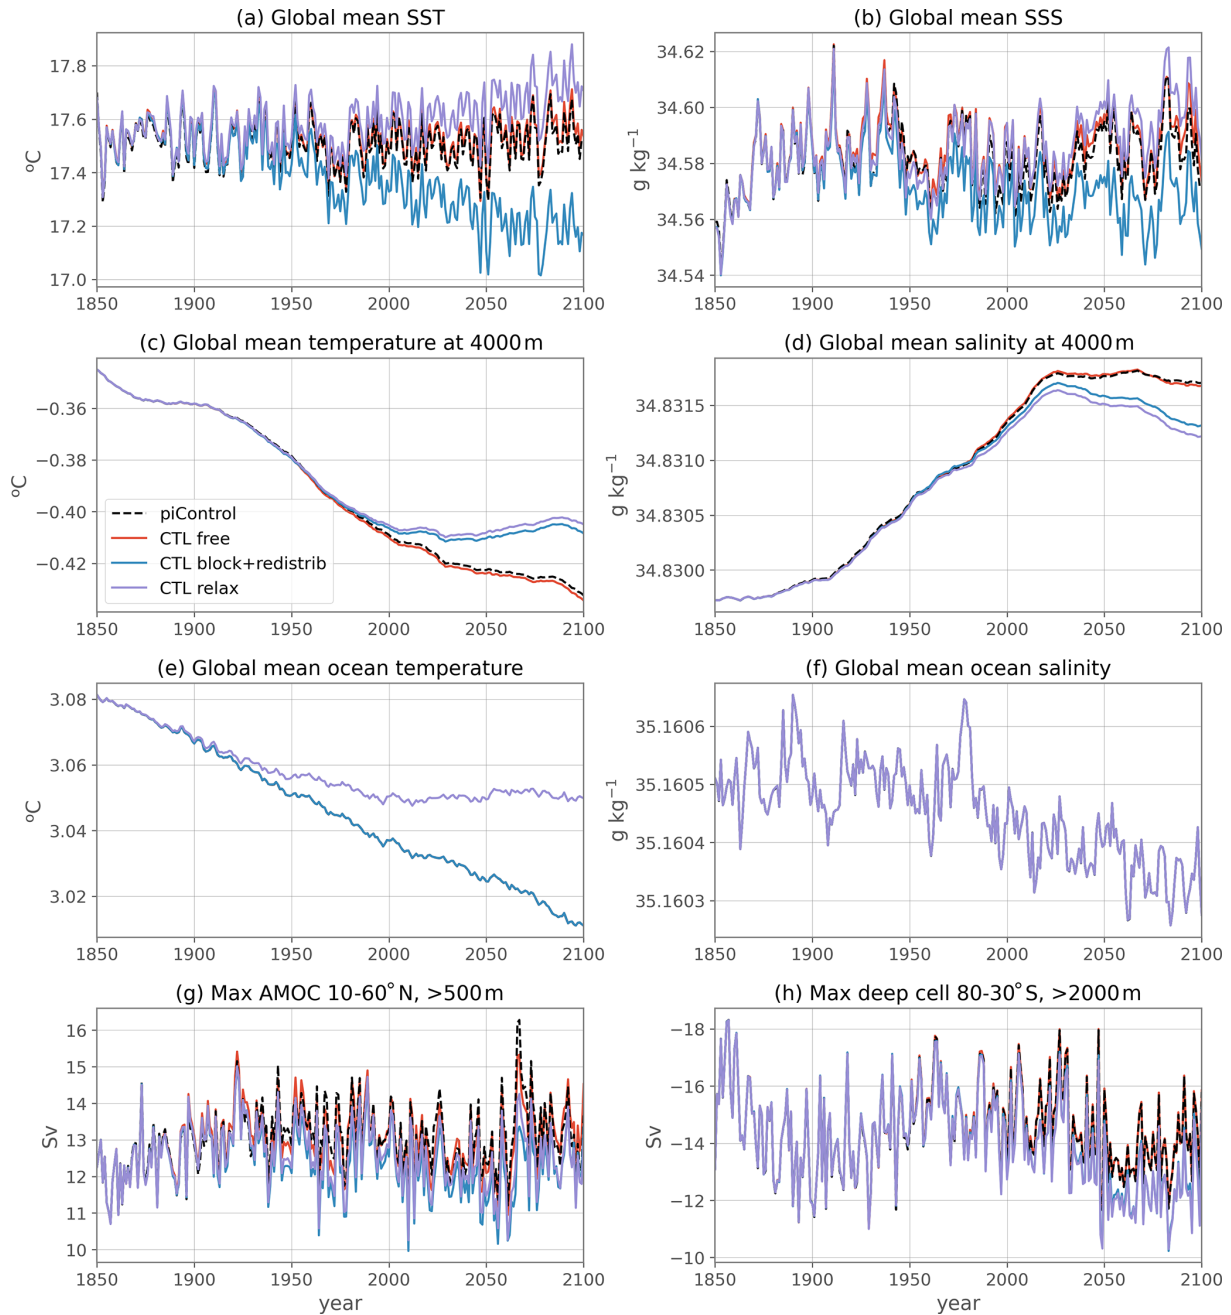 (a) Global mean SST
17.8
17.6
17.4
17.2
17.0
ºC
1850 1900 1950 2000 2050 2100
(b) Global mean SSS
34.62
34.60
34.58
34.56
34.54
g kg⁻¹
1850 1900 1950 2000 2050 2100
(c) Global mean temperature at 4000 m
−0.36
−0.38
−0.40
−0.42
ºC
piControl
CTL free
CTL block+redistrib
CTL relax
1850 1900 1950 2000 2050 2100
(d) Global mean salinity at 4000 m
34.8315
34.8310
34.8305
34.8300
g kg⁻¹
1850 1900 1950 2000 2050 2100
(e) Global mean ocean temperature
3.08
3.06
3.04
3.02
ºC
1850 1900 1950 2000 2050 2100
(f) Global mean ocean salinity
35.1606
35.1605
35.1604
35.1603
g kg⁻¹
1850 1900 1950 2000 2050 2100
(g) Max AMOC 10-60°N, >500 m
16
15
14
13
12
11
10
Sv
1850 1900 1950 2000 2050 2100
year
(h) Max deep cell 80-30°S, >2000 m
−18
−16
−14
−12
−10
Sv
1850 1900 1950 2000 2050 2100
year